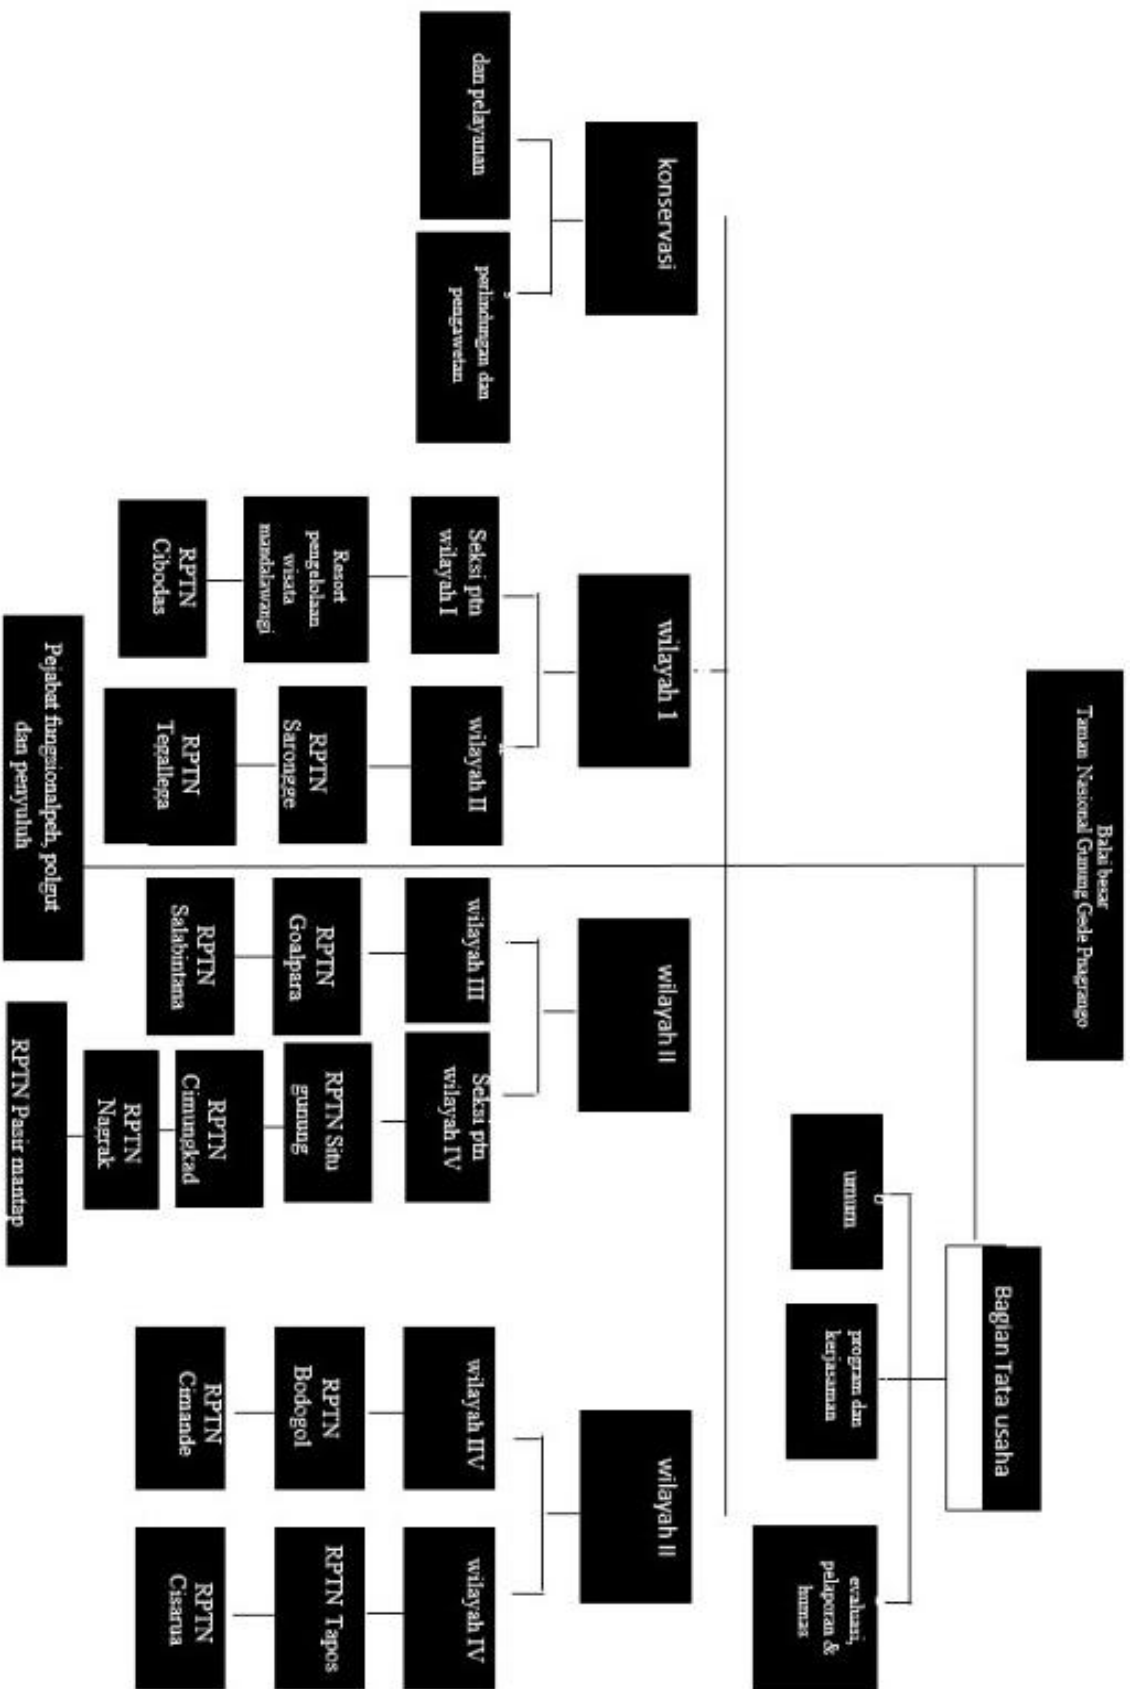 Balai besar
Taman Nasional Gunung Gede Pnagrango
Bagian Tata usaha
umum
program dan
kerjasaman
evaluasi,
pelaporan &
humas
konservasi
wilayah 1
wilayah II
wilayah II
dan pelayanan
perlindungan dan
pengawetan
Seksi ptn
wilayah I
wilayah II
wilayah III
Seksi ptn
wilayah IV
wilayah IIV
wilayah IV
Resort
pengelolaan
wisata
mandalawangi
RPTN
Sarongge
RPTN
Goalpara
RPTN Situ
gunung
RPTN
Bodogol
RPTN Tapos
RPTN
Cibodas
RPTN
Tegallega
RPTN
Salabintana
RPTN
Cimungkad
RPTN
Cimande
RPTN
Cisarua
RPTN
Nagrak
Pejabat fungsionalpeh, polgut
dan penyuluh
RPTN Pasir mantap